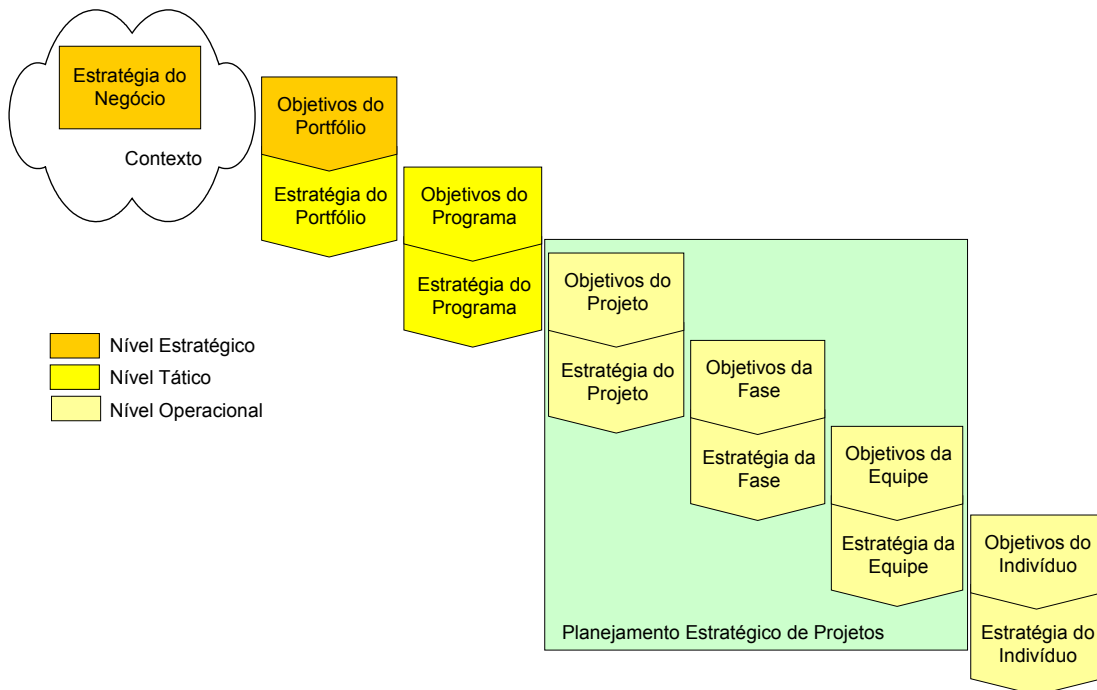 Estratégia do
Negócio
Contexto
Objetivos do
Portfólio
Estratégia do
Portfólio
Objetivos do
Programa
Estratégia do
Programa
Objetivos do
Projeto
Estratégia do
Projeto
Objetivos da
Fase
Estratégia da
Fase
Objetivos da
Equipe
Estratégia da
Equipe
Objetivos do
Indivíduo
Estratégia do
Indivíduo
Nível Estratégico
Nível Tático
Nível Operacional
Planejamento Estratégico de Projetos